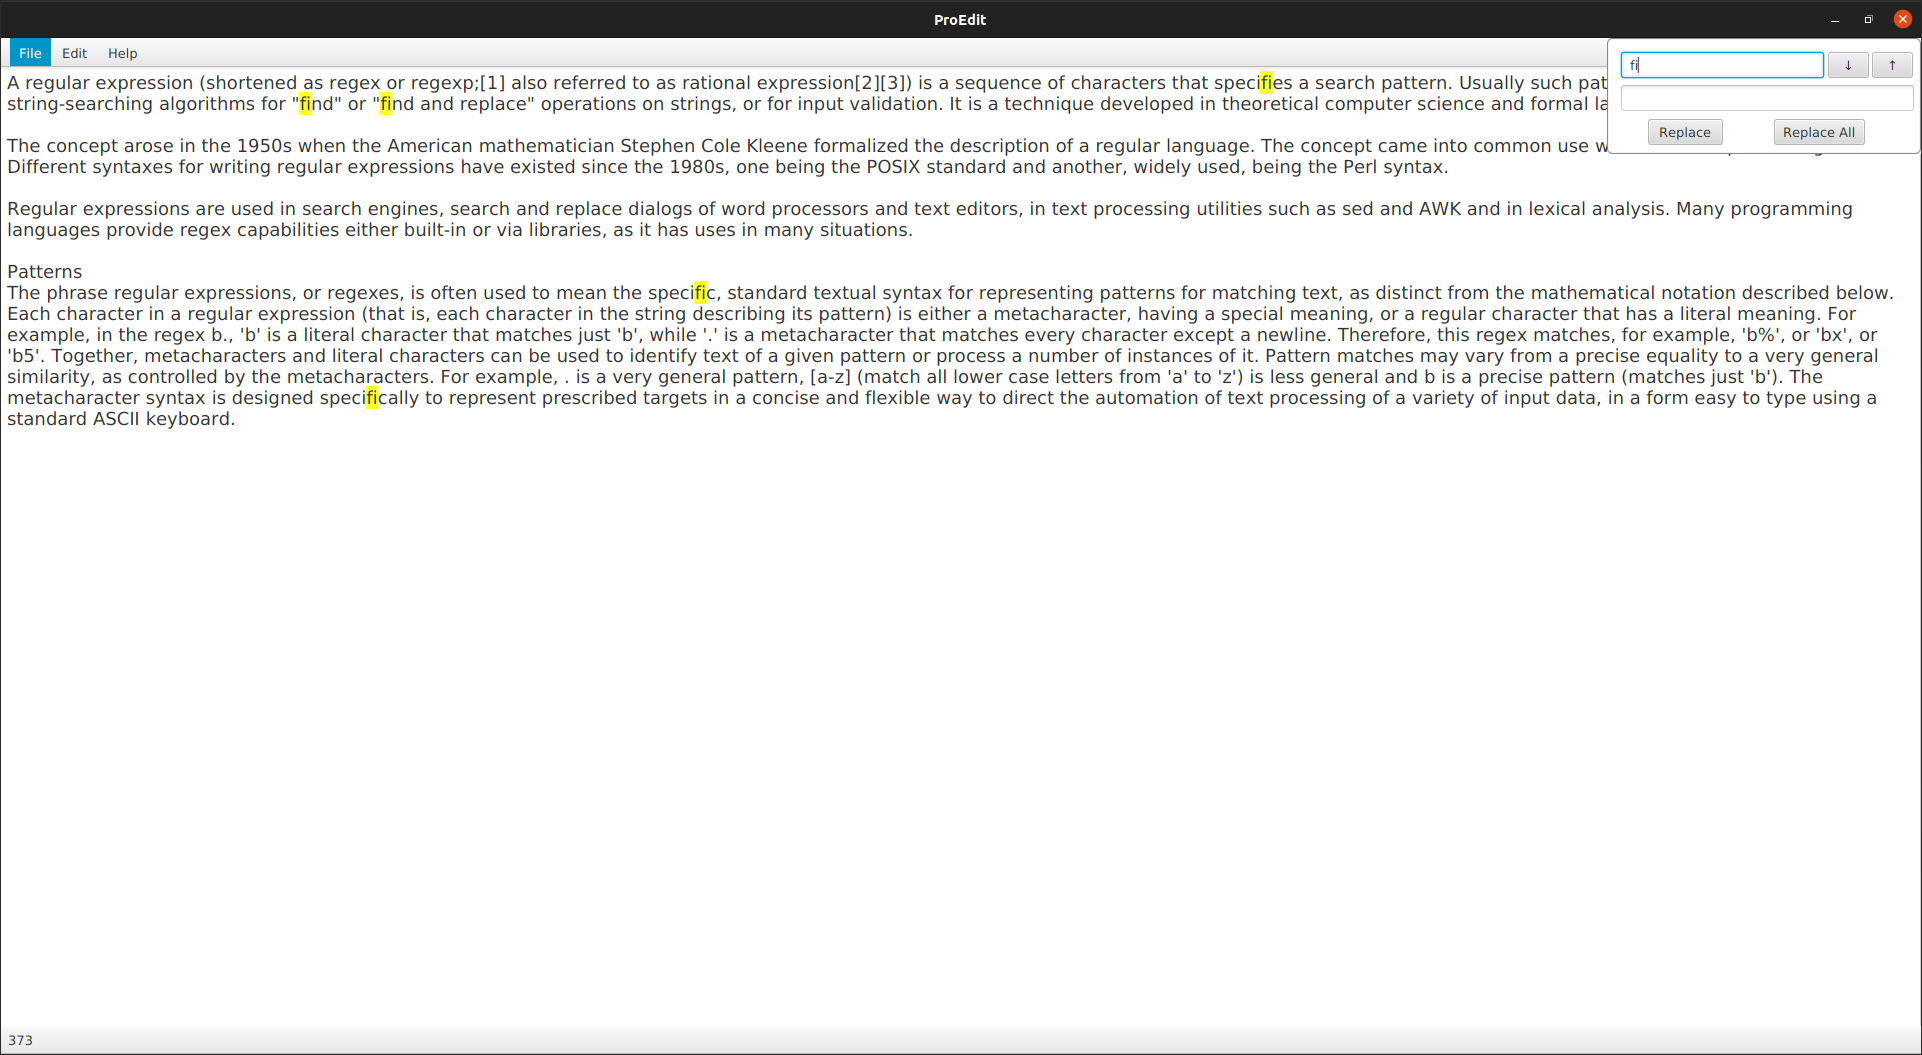 ProEdit
File Edit Help
fi ↓ ↑
Replace Replace All
A regular expression (shortened as regex or regexp;[1] also referred to as rational expression[2][3]) is a sequence of characters that specifies a search pattern. Usually such pat
string-searching algorithms for "find" or "find and replace" operations on strings, or for input validation. It is a technique developed in theoretical computer science and formal la
The concept arose in the 1950s when the American mathematician Stephen Cole Kleene formalized the description of a regular language. The concept came into common use w
Different syntaxes for writing regular expressions have existed since the 1980s, one being the POSIX standard and another, widely used, being the Perl syntax.
Regular expressions are used in search engines, search and replace dialogs of word processors and text editors, in text processing utilities such as sed and AWK and in lexical analysis. Many programming
languages provide regex capabilities either built-in or via libraries, as it has uses in many situations.
Patterns
The phrase regular expressions, or regexes, is often used to mean the specific, standard textual syntax for representing patterns for matching text, as distinct from the mathematical notation described below.
Each character in a regular expression (that is, each character in the string describing its pattern) is either a metacharacter, having a special meaning, or a regular character that has a literal meaning. For
example, in the regex b., 'b' is a literal character that matches just 'b', while '.' is a metacharacter that matches every character except a newline. Therefore, this regex matches, for example, 'b%', or 'bx', or
'b5'. Together, metacharacters and literal characters can be used to identify text of a given pattern or process a number of instances of it. Pattern matches may vary from a precise equality to a very general
similarity, as controlled by the metacharacters. For example, . is a very general pattern, [a-z] (match all lower case letters from 'a' to 'z') is less general and b is a precise pattern (matches just 'b'). The
metacharacter syntax is designed specifically to represent prescribed targets in a concise and flexible way to direct the automation of text processing of a variety of input data, in a form easy to type using a
standard ASCII keyboard.
373